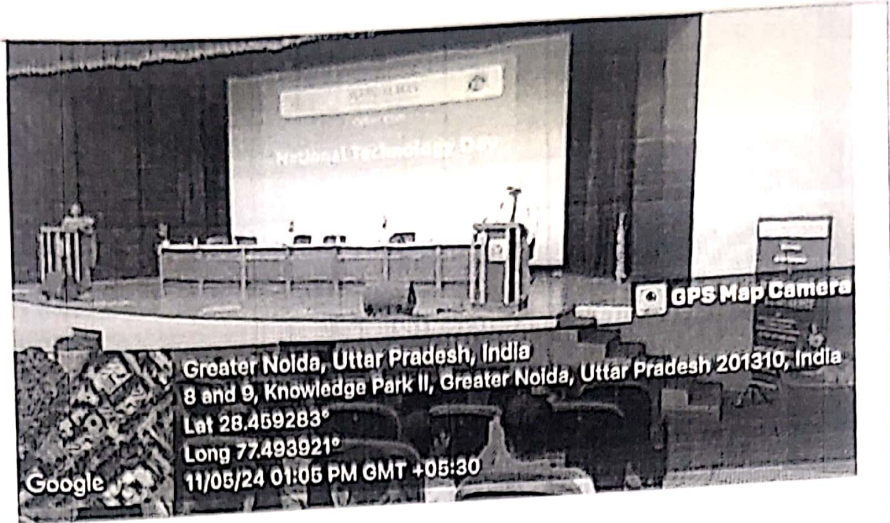 National Technology Day
GPS Map Camera
Greater Noida, Uttar Pradesh, India
8 and 9, Knowledge Park II, Greater Noida, Uttar Pradesh 201310, India
Lat 28.459283°
Long 77.493921°
11/05/24 01:05 PM GMT +05:30
Google